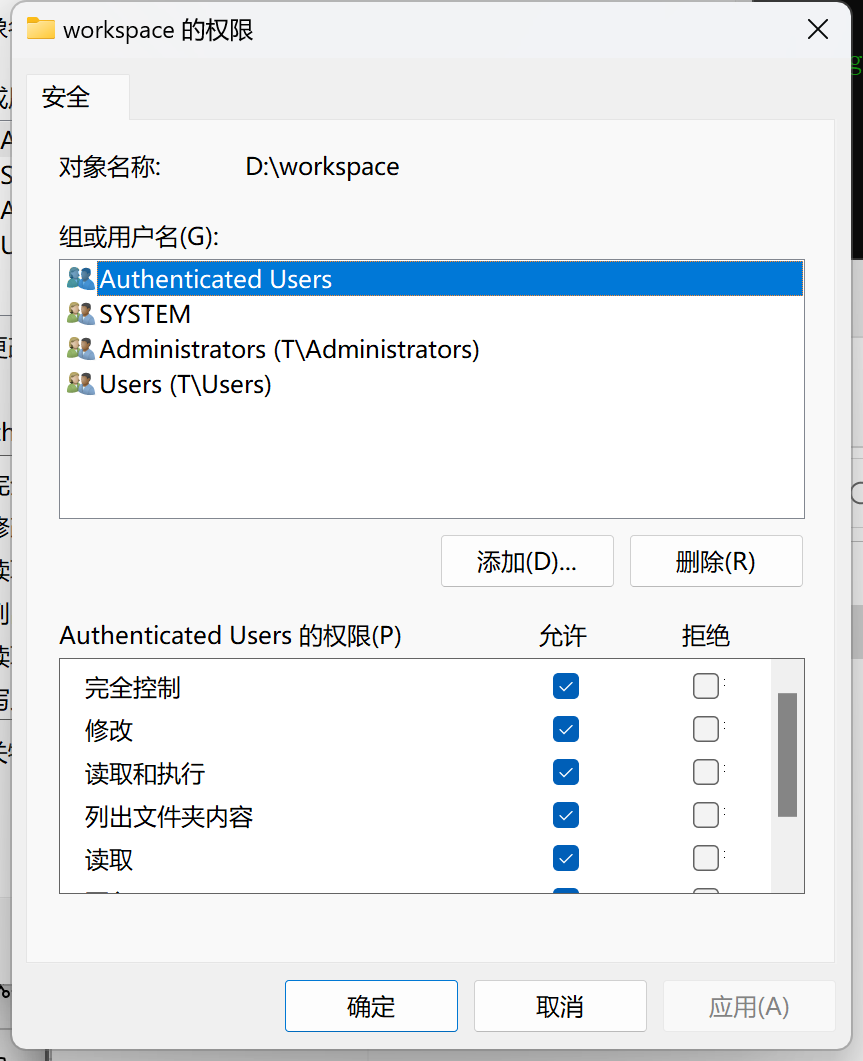 workspace 的权限
安全
对象名称: D:\workspace
组或用户名(G):
Authenticated Users
SYSTEM
Administrators (T\Administrators)
Users (T\Users)
添加(D)... 删除(R)
Authenticated Users 的权限(P) 允许 拒绝
完全控制
修改
读取和执行
列出文件夹内容
读取
确定 取消 应用(A)